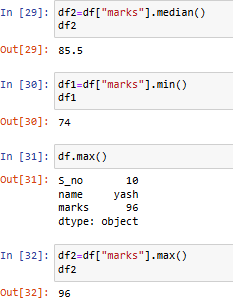 In [29]: df2=df["marks"].median()
df2
Out[29]: 85.5
In [30]: df1=df["marks"].min()
df1
Out[30]: 74
In [31]: df.max()
Out[31]: S_no 10
name yash
marks 96
dtype: object
In [32]: df2=df["marks"].max()
df2
Out[32]: 96